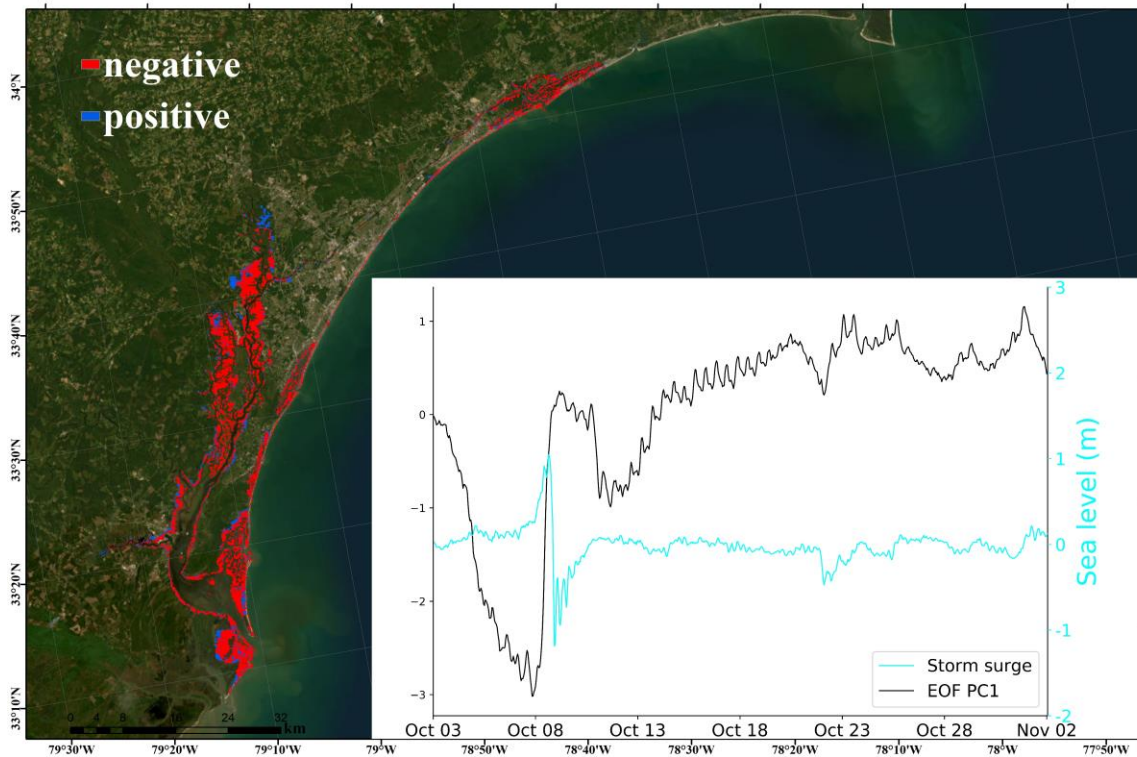 negative
positive
34°N
33°50'N
33°40'N
33°30'N
33°20'N
33°10'N
1
0
−1
−2
−3
3
2
1
0
-1
-2
Sea level (m)
Storm surge
EOF PC1
Oct 03 Oct 08 Oct 13 Oct 18 Oct 23 Oct 28 Nov 02
0 4 8 16 24 32
km
79°30'W 79°20'W 79°10'W 79°W 78°50'W 78°40'W 78°30'W 78°20'W 78°10'W 78°W 77°50'W